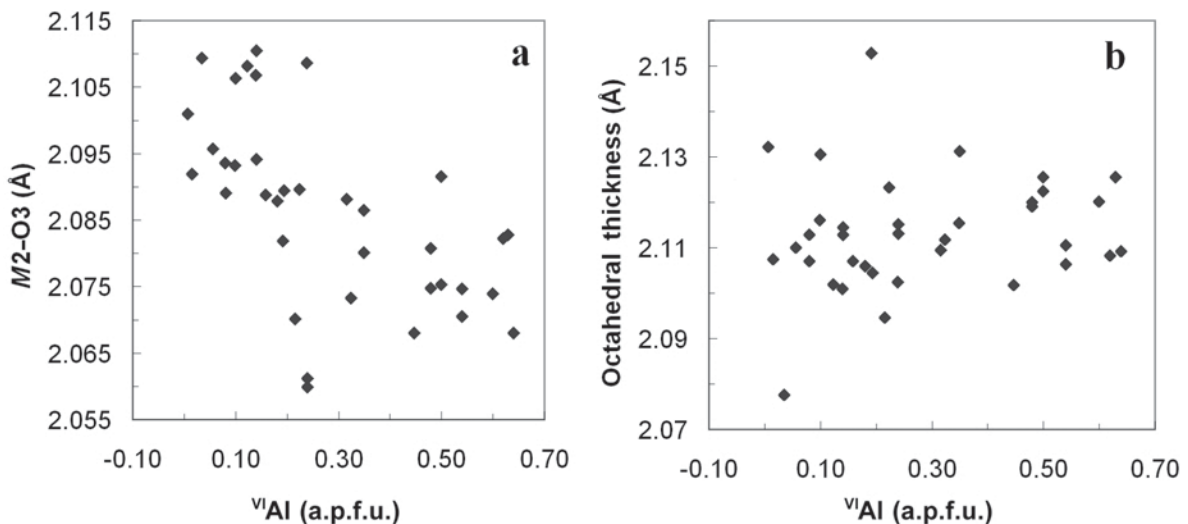 a
2.115
2.105
2.095
2.085
2.075
2.065
2.055
M2–O3 (Å)
-0.10 0.10 0.30 0.50 0.70
ⱽᴵAl (a.p.f.u.)
b
2.15
2.13
2.11
2.09
2.07
Octahedral thickness (Å)
-0.10 0.10 0.30 0.50 0.70
ⱽᴵAl (a.p.f.u.)